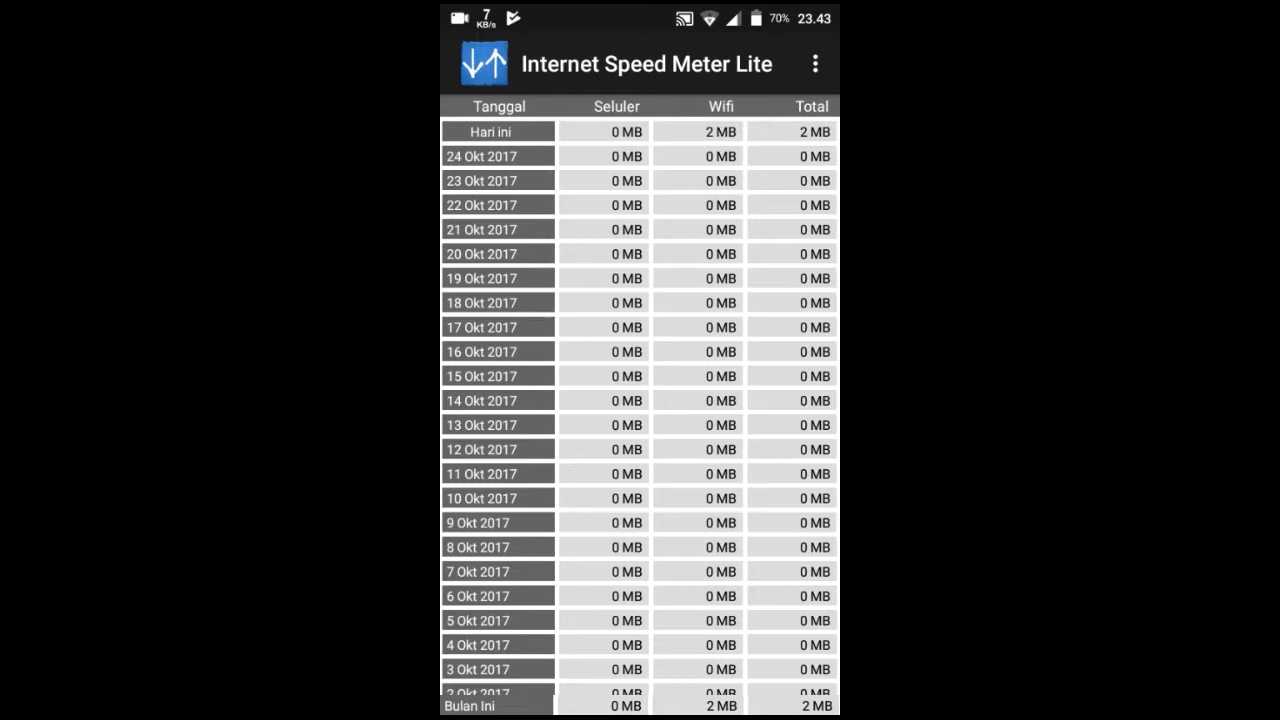 7
KB/s
70% 23.43
Internet Speed Meter Lite
Tanggal Seluler Wifi Total
Hari ini 0 MB 2 MB 2 MB
24 Okt 2017 0 MB 0 MB 0 MB
23 Okt 2017 0 MB 0 MB 0 MB
22 Okt 2017 0 MB 0 MB 0 MB
21 Okt 2017 0 MB 0 MB 0 MB
20 Okt 2017 0 MB 0 MB 0 MB
19 Okt 2017 0 MB 0 MB 0 MB
18 Okt 2017 0 MB 0 MB 0 MB
17 Okt 2017 0 MB 0 MB 0 MB
16 Okt 2017 0 MB 0 MB 0 MB
15 Okt 2017 0 MB 0 MB 0 MB
14 Okt 2017 0 MB 0 MB 0 MB
13 Okt 2017 0 MB 0 MB 0 MB
12 Okt 2017 0 MB 0 MB 0 MB
11 Okt 2017 0 MB 0 MB 0 MB
10 Okt 2017 0 MB 0 MB 0 MB
9 Okt 2017 0 MB 0 MB 0 MB
8 Okt 2017 0 MB 0 MB 0 MB
7 Okt 2017 0 MB 0 MB 0 MB
6 Okt 2017 0 MB 0 MB 0 MB
5 Okt 2017 0 MB 0 MB 0 MB
4 Okt 2017 0 MB 0 MB 0 MB
3 Okt 2017 0 MB 0 MB 0 MB
2 Okt 2017 0 MB 0 MB 0 MB
Bulan Ini 0 MB 2 MB 2 MB